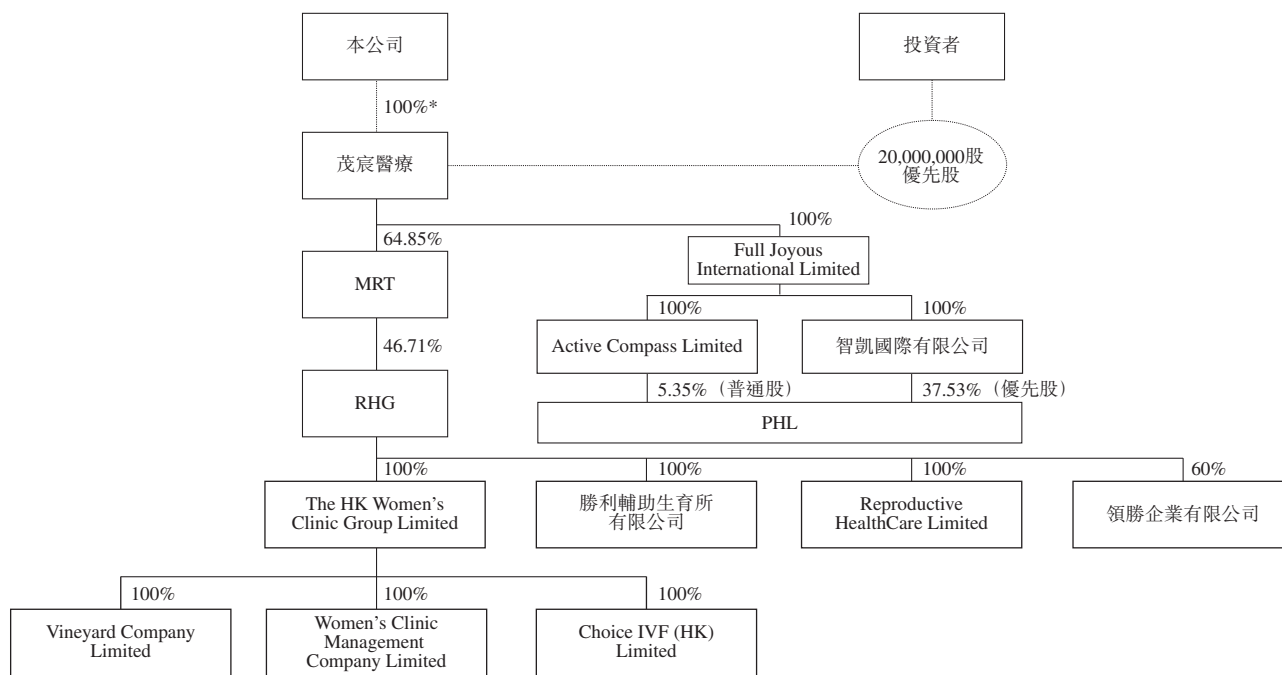 本公司
投資者
100%*
茂宸醫療
20,000,000股
優先股
100%
64.85%
Full Joyous
International Limited
MRT
100%
100%
46.71%
Active Compass Limited
智凱國際有限公司
5.35%（普通股）
37.53%（優先股）
RHG
PHL
100%
100%
100%
60%
The HK Women's
Clinic Group Limited
勝利輔助生育所
有限公司
Reproductive
HealthCare Limited
領勝企業有限公司
100%
100%
100%
Vineyard Company
Limited
Women's Clinic
Management
Company Limited
Choice IVF (HK)
Limited